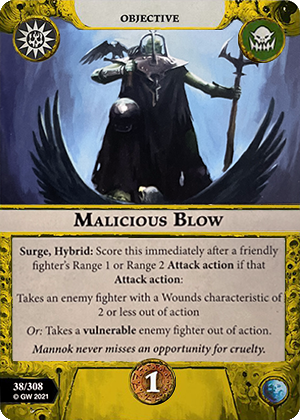 OBJECTIVE
MALICIOUS BLOW
Surge, Hybrid: Score this immediately after a friendly
fighter's Range 1 or Range 2 Attack action if that
Attack action:
Takes an enemy fighter with a Wounds characteristic of
2 or less out of action
Or: Takes a vulnerable enemy fighter out of action.
Mannok never misses an opportunity for cruelty.
38/308
© GW 2021
1